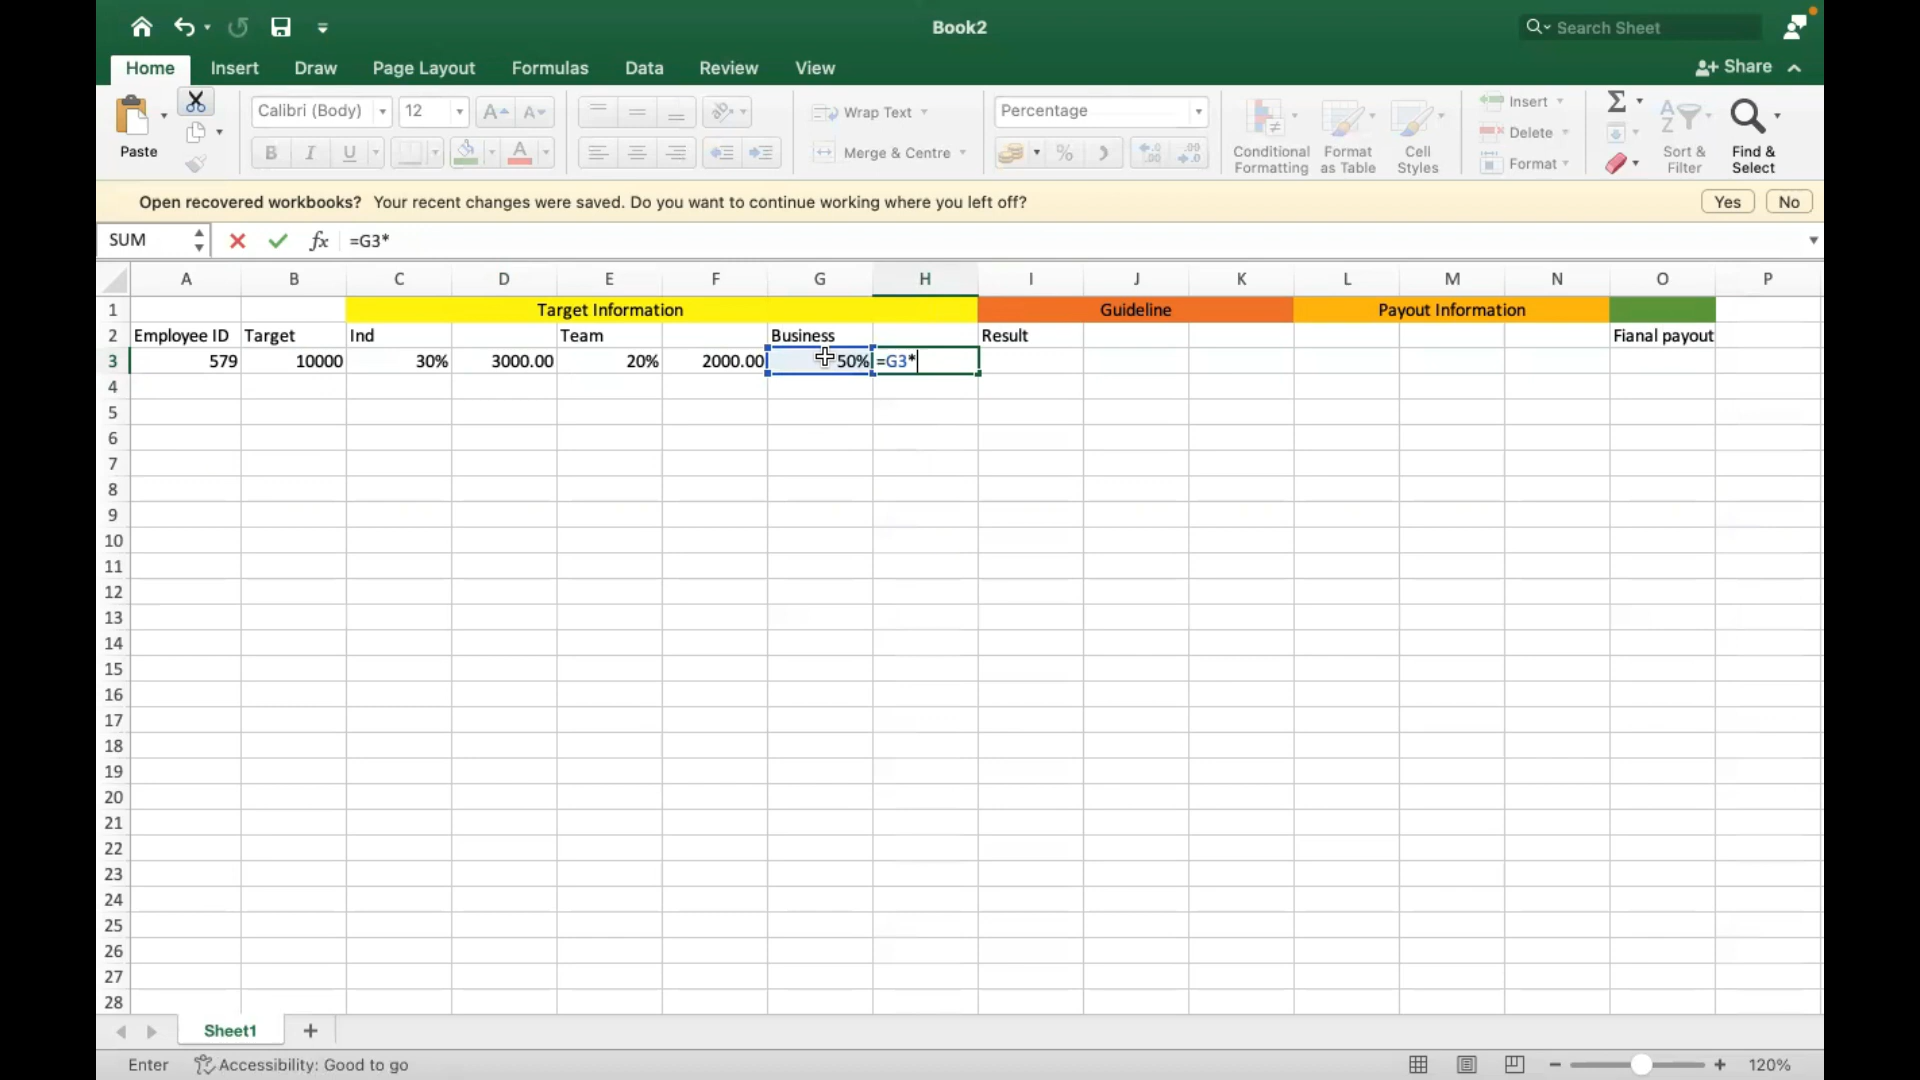 Book2
Search Sheet
Home Insert Draw Page Layout Formulas Data Review View
Share
Paste
Calibri (Body) 12
Wrap Text
Merge & Centre
Percentage
Conditional Formatting
Format as Table
Cell Styles
Insert
Delete
Format
Sort & Filter
Find & Select
Open recovered workbooks? Your recent changes were saved. Do you want to continue working where you left off? Yes No
SUM fx =G3*
A B C D E F G H I J K L M N O P
1 Target Information Guideline Payout Information
2 Employee ID Target Ind Team Business Result Fianal payout
3 579 10000 30% 3000.00 20% 2000.00 50% =G3*
4
5
6
7
8
9
10
11
12
13
14
15
16
17
18
19
20
21
22
23
24
25
26
27
28
Sheet1
Enter Accessibility: Good to go 120%